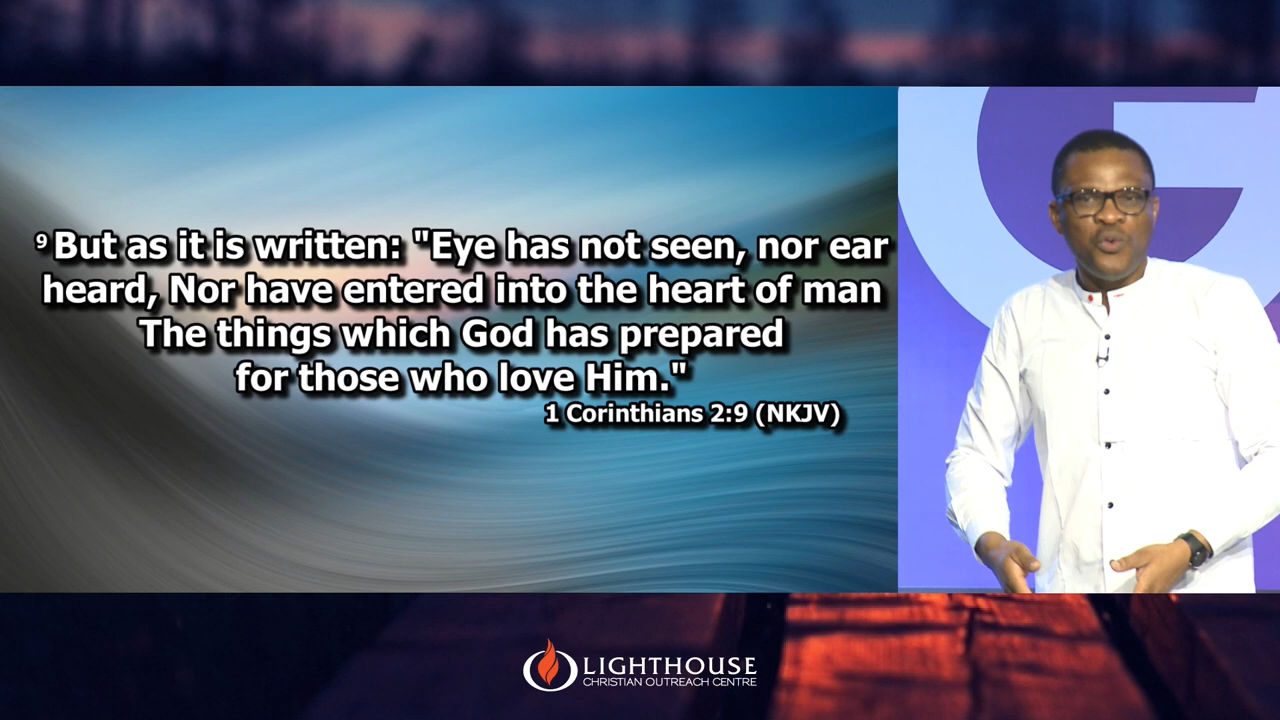 9 But as it is written: "Eye has not seen, nor ear
heard, Nor have entered into the heart of man
The things which God has prepared
for those who love Him."
1 Corinthians 2:9 (NKJV)
LIGHTHOUSE
CHRISTIAN OUTREACH CENTRE